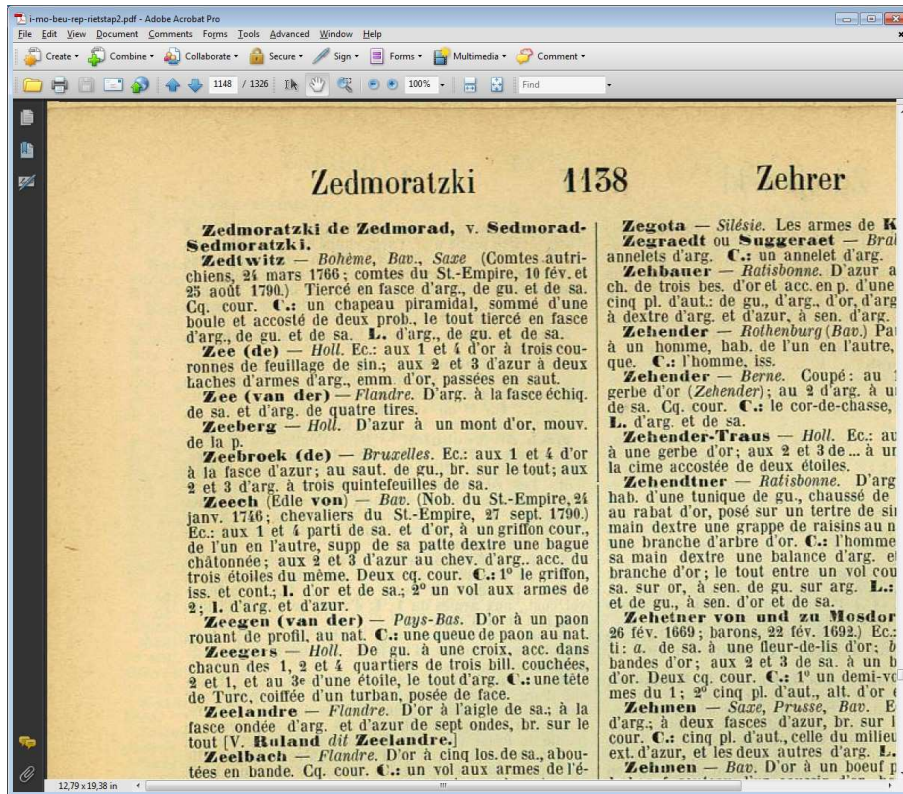 i-mo-beu-rep-rietstap2.pdf - Adobe Acrobat Pro
File Edit View Document Comments Forms Tools Advanced Window Help
Create Combine Collaborate Secure Sign Forms Multimedia Comment
1148 / 1326 100% Find
Zedmoratzki 1138 Zehrer
Zedmoratzki de Zedmorad, v. Sedmorad-
Sedmoratzki.
Zedtwitz — Bohême, Bav., Saxe (Comtes autri-
chiens, 24 mars 1766; comtes du St.-Empire, 10 fév. et
25 août 1790.) Tiercé en fasce d'arg., de gu. et de sa.
Cq. cour. C.: un chapeau piramidal, sommé d'une
boule et accosté de deux prob., le tout tiercé en fasce
d'arg., de gu. et de sa. L. d'arg., de gu. et de sa.
Zee (de) — Holl. Ec.: aux 1 et 4 d'or à trois cou-
ronnes de feuillage de sin.; aux 2 et 3 d'azur à deux
haches d'armes d'arg., emm. d'or, passées en saut.
Zee (van der) — Flandre. D'arg. à la fasce échiq.
de sa. et d'arg. de quatre tires.
Zeeberg — Holl. D'azur à un mont d'or, mouv.
de la p.
Zeebroek (de) — Bruxelles. Ec.: aux 1 et 4 d'or
à la fasce d'azur; au saut. de gu., br. sur le tout; aux
2 et 3 d'arg. à trois quintefeuilles de sa.
Zeech (Edle von) — Bav. (Nob. du St.-Empire, 24
janv. 1746; chevaliers du St.-Empire, 27 sept. 1790.)
Ec.: aux 1 et 4 parti de sa. et d'or, à un griffon cour.,
de l'un en l'autre, supp de sa patte dextre une bague
châtonnée; aux 2 et 3 d'azur au chev. d'arg., acc. du
trois étoiles du même. Deux cq. cour. C.: 1º le griffon,
iss. et cont.; l. d'or et de sa.; 2º un vol aux armes de
2; l. d'arg. et d'azur.
Zeegen (van der) — Pays-Bas. D'or à un paon
rouant de profil, au nat. C.: une queue de paon au nat.
Zeegers — Holl. De gu. à une croix, acc. dans
chacun des 1, 2 et 4 quartiers de trois bill. couchées,
2 et 1, et au 3e d'une étoile, le tout d'arg. C.: une tête
de Turc, coiffée d'un turban, posée de face.
Zeelandre — Flandre. D'or à l'aigle de sa.; à la
fasce ondée d'arg. et d'azur de sept ondes, br. sur le
tout [V. Ruland dit Zeelandre.]
Zeelbach — Flandre. D'or à cinq los. de sa., abou-
tées en bande. Cq. cour. C.: un vol aux armes de l'é-
Zegota — Silésie. Les armes de K
Zegraedt ou Suggeraet — Bra
annelets d'arg. C.: un annelet d'arg.
Zehbauer — Ratisbonne. D'azur a
ch. de trois bes. d'or et acc. en p. d'une
cinq pl. d'aut.: de gu., d'arg., d'or, d'arg
à dextre d'arg. et d'azur, à sen. d'arg.
Zehender — Rothenburg (Bav.) Pa
à un homme, hab. de l'un en l'autre,
que. C.: l'homme, iss.
Zehender — Berne. Coupé: au
gerbe d'or (Zehender); au 2 d'arg. à u
de sa. Cq. cour. C.: le cor-de-chasse,
L. d'arg. et de sa.
Zehender-Traus — Holl. Ec.: au
à une gerbe d'or; aux 2 et 3 de ... à un
la cime accostée de deux étoiles.
Zehendtner — Ratisbonne. D'arg
hab. d'une tunique de gu., chaussé de
au rabat d'or, posé sur un tertre de si
main dextre une grappe de raisins au n
une branche d'arbre d'or. C.: l'homme
sa main dextre une balance d'arg. e
branche d'or; le tout entre un vol cou
sa. sur or, à sen. de gu. sur arg. L.:
et de gu., à sen. d'or et de sa.
Zehetner von und zu Mosdor
26 fév. 1669; barons, 22 fév. 1692.) Ec.:
ti: a. de sa. à une fleur-de-lis d'or; b
bandes d'or; aux 2 et 3 de sa. à un b
d'or. Deux cq. cour. C.: 1º un demi-vo
mes du 1; 2º cinq pl. d'aut., alt. d'or
Zehmen — Saxe, Prusse, Bav. E
d'arg.; à deux fasces d'azur, br. sur l
cour. C.: cinq pl. d'aut., celle du milieu
ext. d'azur, et les deux autres d'arg. L.
Zehmen — Bav. D'or à un boeuf p
12,79 x 19,38 in